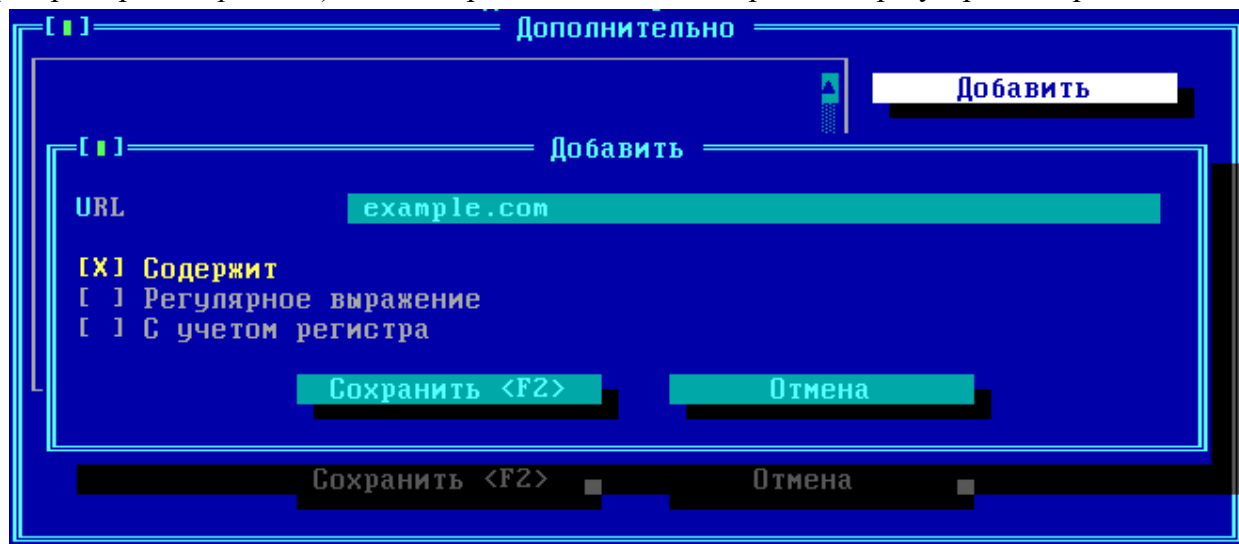 [ ] Дополнительно
Добавить
[ ] Добавить
URL example.com
[X] Содержит
[ ] Регулярное выражение
[ ] С учетом регистра
Сохранить <F2> Отмена
Сохранить <F2> Отмена